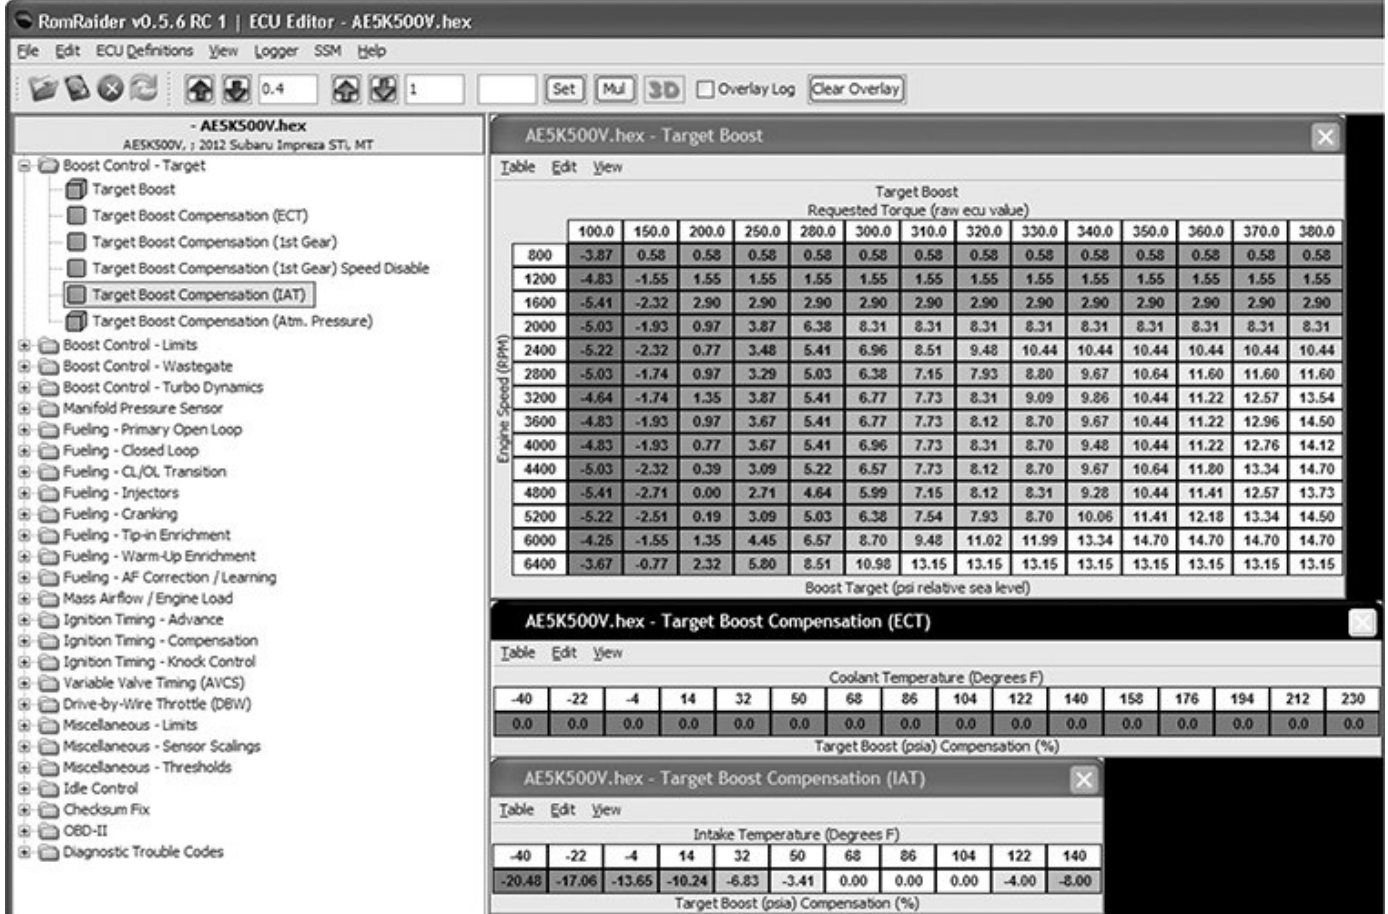 RomRaider v0.5.6 RC 1 | ECU Editor - AE5K500V.hex
File Edit ECU Definitions View Logger SSM Help
0.4 1 Set Mul 3D Overlay Log Clear Overlay
- AE5K500V.hex
AE5K500V, ; 2012 Subaru Impreza STi, MT
Boost Control - Target
Target Boost
Target Boost Compensation (ECT)
Target Boost Compensation (1st Gear)
Target Boost Compensation (1st Gear) Speed Disable
Target Boost Compensation (IAT)
Target Boost Compensation (Atm. Pressure)
Boost Control - Limits
Boost Control - Wastegate
Boost Control - Turbo Dynamics
Manifold Pressure Sensor
Fueling - Primary Open Loop
Fueling - Closed Loop
Fueling - CL/OL Transition
Fueling - Injectors
Fueling - Cranking
Fueling - Tip-in Enrichment
Fueling - Warm-Up Enrichment
Fueling - AF Correction / Learning
Mass Airflow / Engine Load
Ignition Timing - Advance
Ignition Timing - Compensation
Ignition Timing - Knock Control
Variable Valve Timing (AVCS)
Drive-by-Wire Throttle (DBW)
Miscellaneous - Limits
Miscellaneous - Sensor Scalings
Miscellaneous - Thresholds
Idle Control
Checksum Fix
OBD-II
Diagnostic Trouble Codes
AE5K500V.hex - Target Boost
Table Edit View
Target Boost
Requested Torque (raw ecu value)
100.0 150.0 200.0 250.0 280.0 300.0 310.0 320.0 330.0 340.0 350.0 360.0 370.0 380.0
Engine Speed (RPM)
800 -3.87 0.58 0.58 0.58 0.58 0.58 0.58 0.58 0.58 0.58 0.58 0.58 0.58 0.58
1200 -4.83 -1.55 1.55 1.55 1.55 1.55 1.55 1.55 1.55 1.55 1.55 1.55 1.55 1.55
1600 -5.41 -2.32 2.90 2.90 2.90 2.90 2.90 2.90 2.90 2.90 2.90 2.90 2.90 2.90
2000 -5.03 -1.93 0.97 3.87 6.38 8.31 8.31 8.31 8.31 8.31 8.31 8.31 8.31 8.31
2400 -5.22 -2.32 0.77 3.48 5.41 6.96 8.51 9.48 10.44 10.44 10.44 10.44 10.44 10.44
2800 -5.03 -1.74 0.97 3.29 5.03 6.38 7.15 7.93 8.80 9.67 10.64 11.60 11.60 11.60
3200 -4.64 -1.74 1.35 3.87 5.41 6.77 7.73 8.31 9.09 9.86 10.44 11.22 12.57 13.54
3600 -4.83 -1.93 0.97 3.67 5.41 6.77 7.73 8.12 8.70 9.67 10.44 11.22 12.96 14.50
4000 -4.83 -1.93 0.77 3.67 5.41 6.96 7.73 8.31 8.70 9.48 10.44 11.22 12.76 14.12
4400 -5.03 -2.32 0.39 3.09 5.22 6.57 7.73 8.12 8.70 9.67 10.64 11.80 13.34 14.70
4800 -5.41 -2.71 0.00 2.71 4.64 5.99 7.15 8.12 8.31 9.28 10.44 11.41 12.57 13.73
5200 -5.22 -2.51 0.19 3.09 5.03 6.38 7.54 7.93 8.70 10.06 11.41 12.18 13.34 14.50
6000 -4.25 -1.55 1.35 4.45 6.57 8.70 9.48 11.02 11.99 13.34 14.70 14.70 14.70 14.70
6400 -3.67 -0.77 2.32 5.80 8.51 10.98 13.15 13.15 13.15 13.15 13.15 13.15 13.15 13.15
Boost Target (psi relative sea level)
AE5K500V.hex - Target Boost Compensation (ECT)
Table Edit View
Coolant Temperature (Degrees F)
-40 -22 -4 14 32 50 68 86 104 122 140 158 176 194 212 230
0.0 0.0 0.0 0.0 0.0 0.0 0.0 0.0 0.0 0.0 0.0 0.0 0.0 0.0 0.0 0.0
Target Boost (psia) Compensation (%)
AE5K500V.hex - Target Boost Compensation (IAT)
Table Edit View
Intake Temperature (Degrees F)
-40 -22 -4 14 32 50 68 86 104 122 140
-20.48 -17.06 -13.65 -10.24 -6.83 -3.41 0.00 0.00 0.00 -4.00 -8.00
Target Boost (psia) Compensation (%)